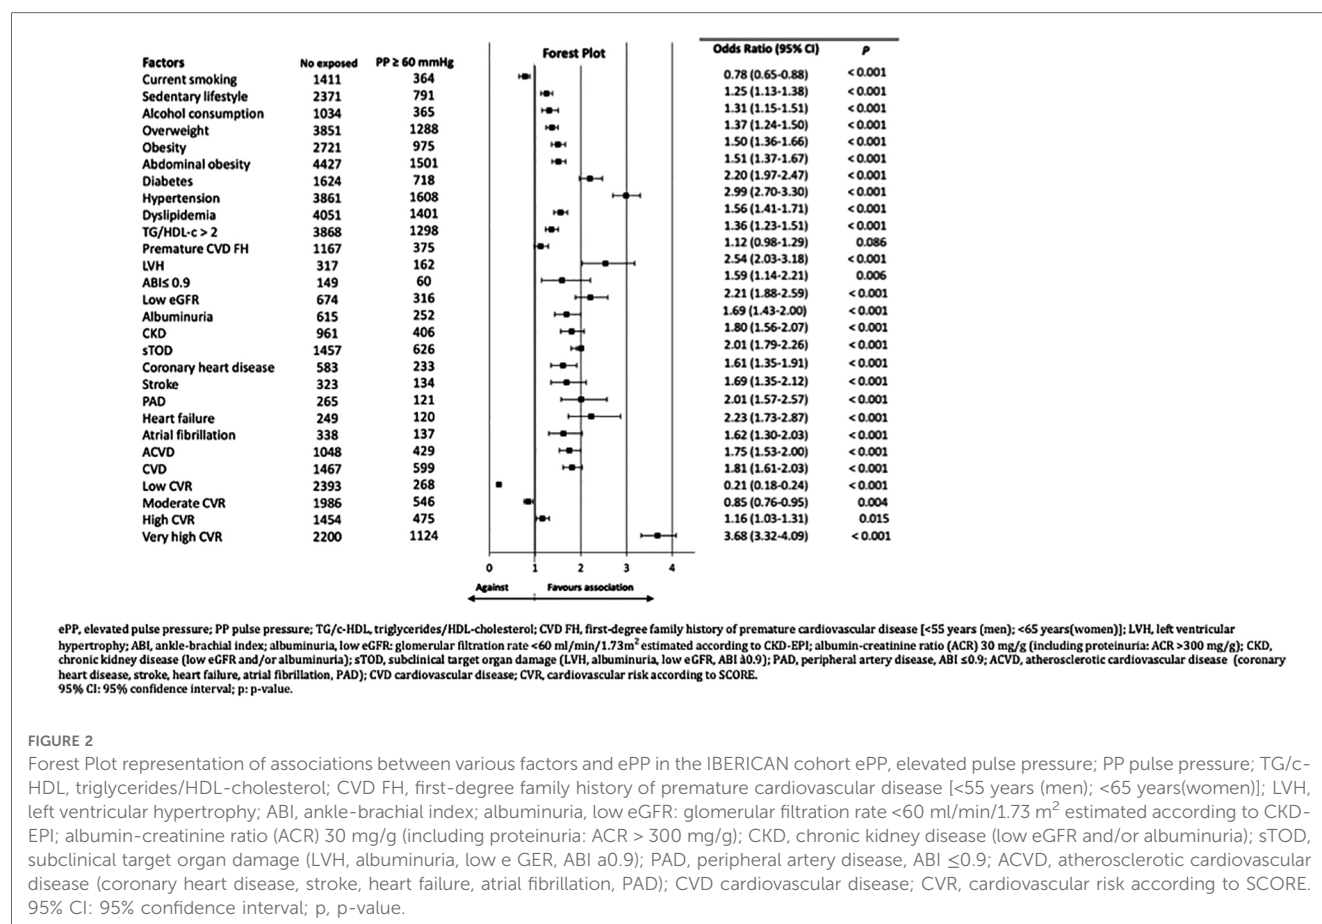 Forest Plot
Factors No exposed PP ≥ 60 mmHg Odds Ratio (95% CI) P
Current smoking 1411 364 0.78 (0.65-0.88) < 0.001
Sedentary lifestyle 2371 791 1.25 (1.13-1.38) < 0.001
Alcohol consumption 1034 365 1.31 (1.15-1.51) < 0.001
Overweight 3851 1288 1.37 (1.24-1.50) < 0.001
Obesity 2721 975 1.50 (1.36-1.66) < 0.001
Abdominal obesity 4427 1501 1.51 (1.37-1.67) < 0.001
Diabetes 1624 718 2.20 (1.97-2.47) < 0.001
Hypertension 3861 1608 2.99 (2.70-3.30) < 0.001
Dyslipidemia 4051 1401 1.56 (1.41-1.71) < 0.001
TG/HDL-c > 2 3868 1298 1.36 (1.23-1.51) < 0.001
Premature CVD FH 1167 375 1.12 (0.98-1.29) 0.086
LVH 317 162 2.54 (2.03-3.18) < 0.001
ABI≤ 0.9 149 60 1.59 (1.14-2.21) 0.006
Low eGFR 674 316 2.21 (1.88-2.59) < 0.001
Albuminuria 615 252 1.69 (1.43-2.00) < 0.001
CKD 961 406 1.80 (1.56-2.07) < 0.001
sTOD 1457 626 2.01 (1.79-2.26) < 0.001
Coronary heart disease 583 233 1.61 (1.35-1.91) < 0.001
Stroke 323 134 1.69 (1.35-2.12) < 0.001
PAD 265 121 2.01 (1.57-2.57) < 0.001
Heart failure 249 120 2.23 (1.73-2.87) < 0.001
Atrial fibrillation 338 137 1.62 (1.30-2.03) < 0.001
ACVD 1048 429 1.75 (1.53-2.00) < 0.001
CVD 1467 599 1.81 (1.61-2.03) < 0.001
Low CVR 2393 268 0.21 (0.18-0.24) < 0.001
Moderate CVR 1986 546 0.85 (0.76-0.95) 0.004
High CVR 1454 475 1.16 (1.03-1.31) 0.015
Very high CVR 2200 1124 3.68 (3.32-4.09) < 0.001
0 1 2 3 4
Against Favours association
ePP, elevated pulse pressure; PP pulse pressure; TG/c-HDL, triglycerides/HDL-cholesterol; CVD FH, first-degree family history of premature cardiovascular disease [<55 years (men); <65 years(women)]; LVH, left ventricular
hypertrophy; ABI, ankle-brachial index; albuminuria, low eGFR: glomerular filtration rate <60 ml/min/1.73m² estimated according to CKD-EPI; albumin-creatinine ratio (ACR) 30 mg/g (including proteinuria: ACR >300 mg/g); CKD,
chronic kidney disease (low eGFR and/or albuminuria); sTOD, subclinical target organ damage (LVH, albuminuria, low eGFR, ABI à0.9); PAD, peripheral artery disease, ABI ≤0.9; ACVD, atherosclerotic cardiovascular disease (coronary
heart disease, stroke, heart failure, atrial fibrillation, PAD); CVD cardiovascular disease; CVR, cardiovascular risk according to SCORE.
95% CI: 95% confidence interval; p: p-value.
FIGURE 2
Forest Plot representation of associations between various factors and ePP in the IBERICAN cohort ePP, elevated pulse pressure; PP pulse pressure; TG/c-
HDL, triglycerides/HDL-cholesterol; CVD FH, first-degree family history of premature cardiovascular disease [<55 years (men); <65 years(women)]; LVH,
left ventricular hypertrophy; ABI, ankle-brachial index; albuminuria, low eGFR: glomerular filtration rate <60 ml/min/1.73 m² estimated according to CKD-
EPI; albumin-creatinine ratio (ACR) 30 mg/g (including proteinuria: ACR > 300 mg/g); CKD, chronic kidney disease (low eGFR and/or albuminuria); sTOD,
subclinical target organ damage (LVH, albuminuria, low e GER, ABI a0.9); PAD, peripheral artery disease, ABI ≤0.9; ACVD, atherosclerotic cardiovascular
disease (coronary heart disease, stroke, heart failure, atrial fibrillation, PAD); CVD cardiovascular disease; CVR, cardiovascular risk according to SCORE.
95% CI: 95% confidence interval; p, p-value.